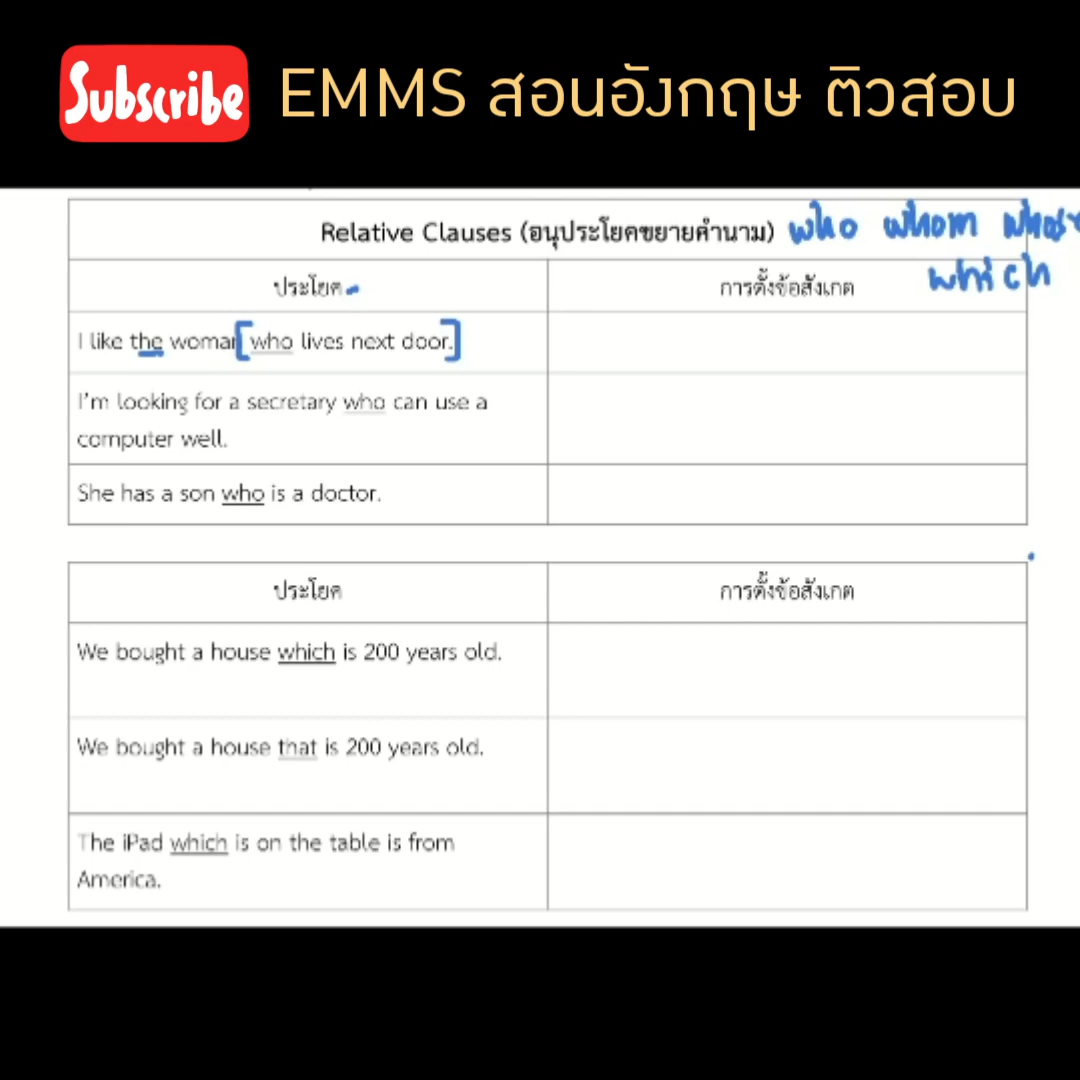 Subscribe EMMS สอนอังกฤษ ติวสอบ
Relative Clauses (อนุประโยคขยายคำนาม) who whom
which
ประโยค การตั้งข้อสังเกต
I like the woman [who lives next door.]
I'm looking for a secretary who can use a
computer well.
She has a son who is a doctor.
ประโยค การตั้งข้อสังเกต
We bought a house which is 200 years old.
We bought a house that is 200 years old.
The iPad which is on the table is from
America.